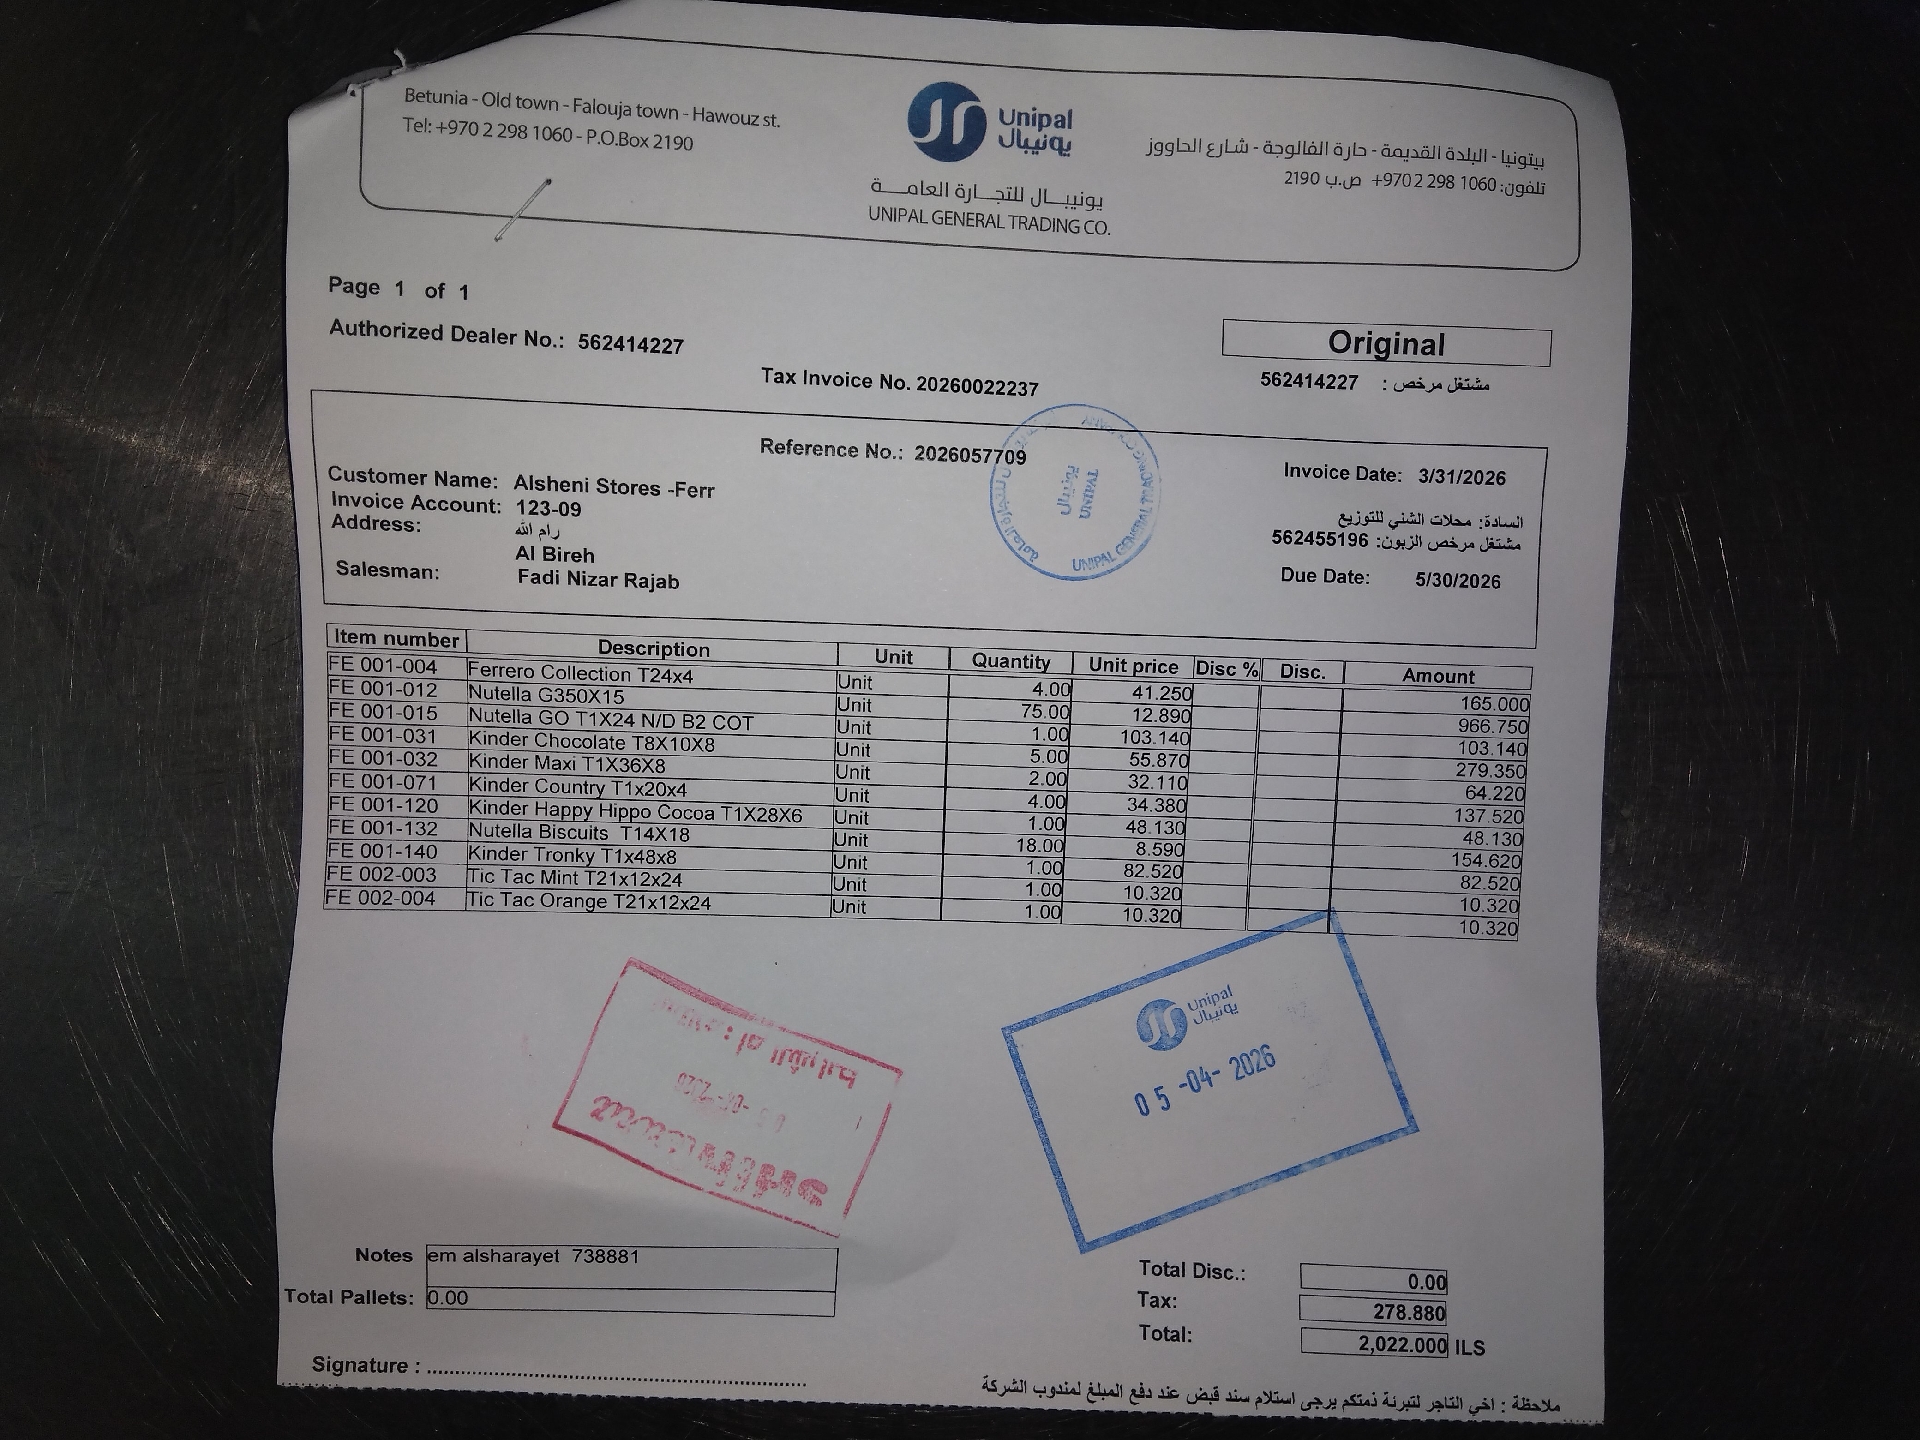 Betunia - Old town - Falouja town - Hawouz st.
Tel: +970 2 298 1060 - P.O.Box 2190
Unipal
يونيبال
يونيبال للتجارة العامة
UNIPAL GENERAL TRADING CO.
بيتونيا - البلدة القديمة - حارة الفالوجة - شارع الحاووز
تلفون: 1060 298 2 970+ ص.ب 2190
Page 1 of 1
Authorized Dealer No.: 562414227
Original
Tax Invoice No. 20260022237
مشتغل مرخص : 562414227
Reference No.: 2026057709
UNIPAL GENERAL TRADING COMPANY
UNIPAL
Customer Name: Alsheni Stores -Ferr
Invoice Date: 3/31/2026
Invoice Account: 123-09
السادة: محلات الشني للتوزيع
Address: رام الله
مشتغل مرخص الزبون: 562455196
Al Bireh
Salesman: Fadi Nizar Rajab
Due Date: 5/30/2026
Item number Description Unit Quantity Unit price Disc % Disc. Amount
FE 001-004 Ferrero Collection T24x4 Unit 4.00 41.250 165.000
FE 001-012 Nutella G350X15 Unit 75.00 12.890 966.750
FE 001-015 Nutella GO T1X24 N/D B2 COT Unit 1.00 103.140 103.140
FE 001-031 Kinder Chocolate T8X10X8 Unit 5.00 55.870 279.350
FE 001-032 Kinder Maxi T1X36X8 Unit 2.00 32.110 64.220
FE 001-071 Kinder Country T1x20x4 Unit 4.00 34.380 137.520
FE 001-120 Kinder Happy Hippo Cocoa T1X28X6 Unit 1.00 48.130 48.130
FE 001-132 Nutella Biscuits T14X18 Unit 18.00 8.590 154.620
FE 001-140 Kinder Tronky T1x48x8 Unit 1.00 82.520 82.520
FE 002-003 Tic Tac Mint T21x12x24 Unit 1.00 10.320 10.320
FE 002-004 Tic Tac Orange T21x12x24 Unit 1.00 10.320 10.320
Unipal
يونيبال
05-04-2026
ام الشرايط
Notes em alsharayet 738881
Total Pallets: 0.00
Total Disc.: 0.00
Tax: 278.880
Total: 2,022.000 ILS
Signature :
ملاحظة : اخي التاجر لتبرئة ذمتكم يرجى استلام سند قبض عند دفع المبلغ لمندوب الشركة